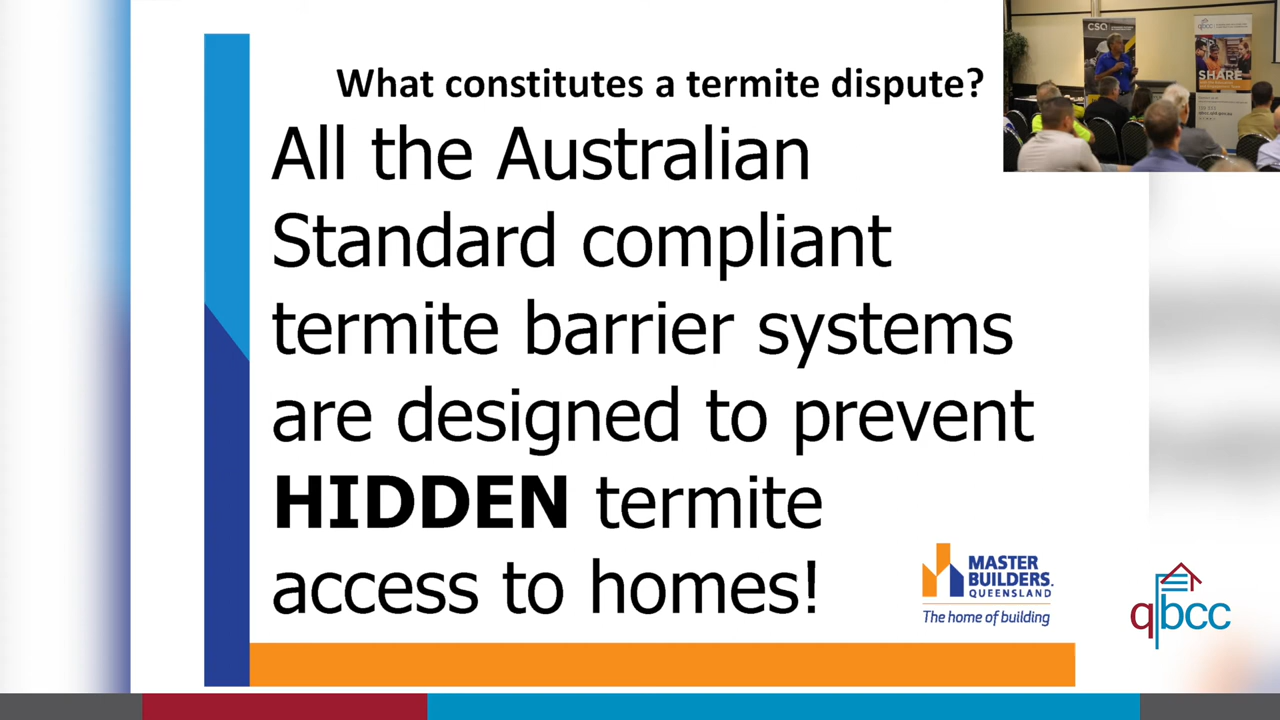 What constitutes a termite dispute?
All the Australian
Standard compliant
termite barrier systems
are designed to prevent
HIDDEN termite
access to homes!
MASTER
BUILDERS.
QUEENSLAND
The home of building
qbcc
CSQ
qbcc
SHARE